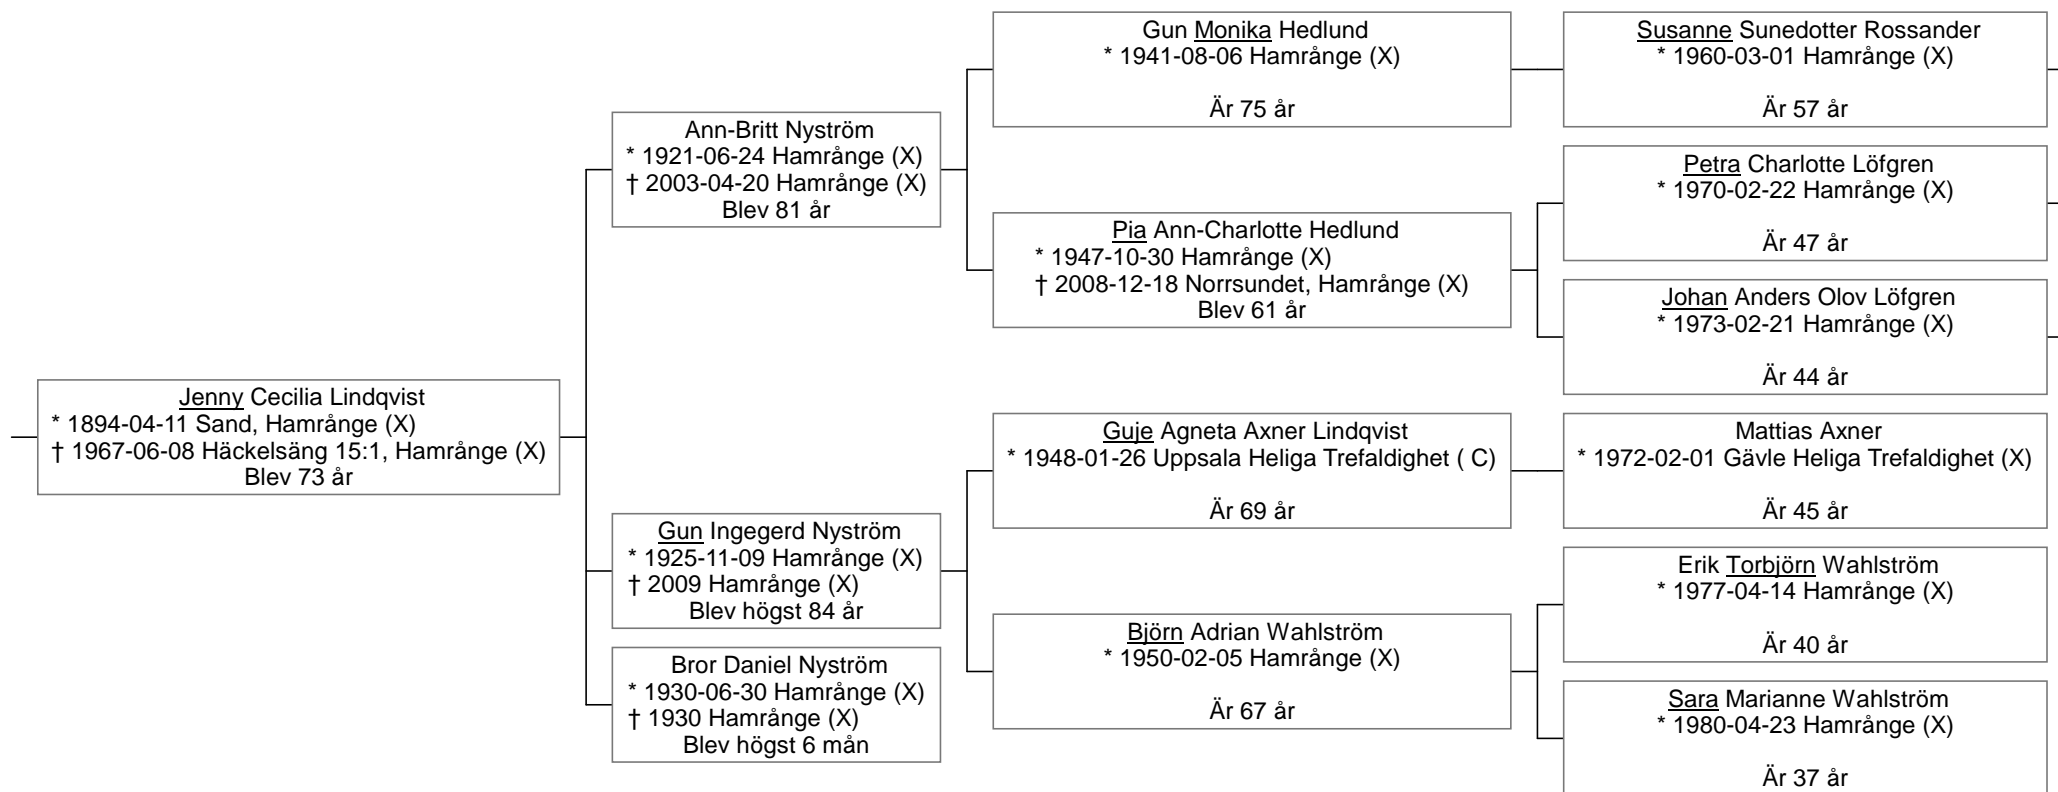 Jenny Cecilia Lindqvist
* 1894-04-11 Sand, Hamrånge (X)
† 1967-06-08 Häckelsäng 15:1, Hamrånge (X)
Blev 73 år
Ann-Britt Nyström
* 1921-06-24 Hamrånge (X)
† 2003-04-20 Hamrånge (X)
Blev 81 år
Gun Ingegerd Nyström
* 1925-11-09 Hamrånge (X)
† 2009 Hamrånge (X)
Blev högst 84 år
Bror Daniel Nyström
* 1930-06-30 Hamrånge (X)
† 1930 Hamrånge (X)
Blev högst 6 mån
Gun Monika Hedlund
* 1941-08-06 Hamrånge (X)
Är 75 år
Pia Ann-Charlotte Hedlund
* 1947-10-30 Hamrånge (X)
† 2008-12-18 Norrsundet, Hamrånge (X)
Blev 61 år
Guje Agneta Axner Lindqvist
* 1948-01-26 Uppsala Heliga Trefaldighet ( C)
Är 69 år
Björn Adrian Wahlström
* 1950-02-05 Hamrånge (X)
Är 67 år
Susanne Sunedotter Rossander
* 1960-03-01 Hamrånge (X)
Är 57 år
Petra Charlotte Löfgren
* 1970-02-22 Hamrånge (X)
Är 47 år
Johan Anders Olov Löfgren
* 1973-02-21 Hamrånge (X)
Är 44 år
Mattias Axner
* 1972-02-01 Gävle Heliga Trefaldighet (X)
Är 45 år
Erik Torbjörn Wahlström
* 1977-04-14 Hamrånge (X)
Är 40 år
Sara Marianne Wahlström
* 1980-04-23 Hamrånge (X)
Är 37 år